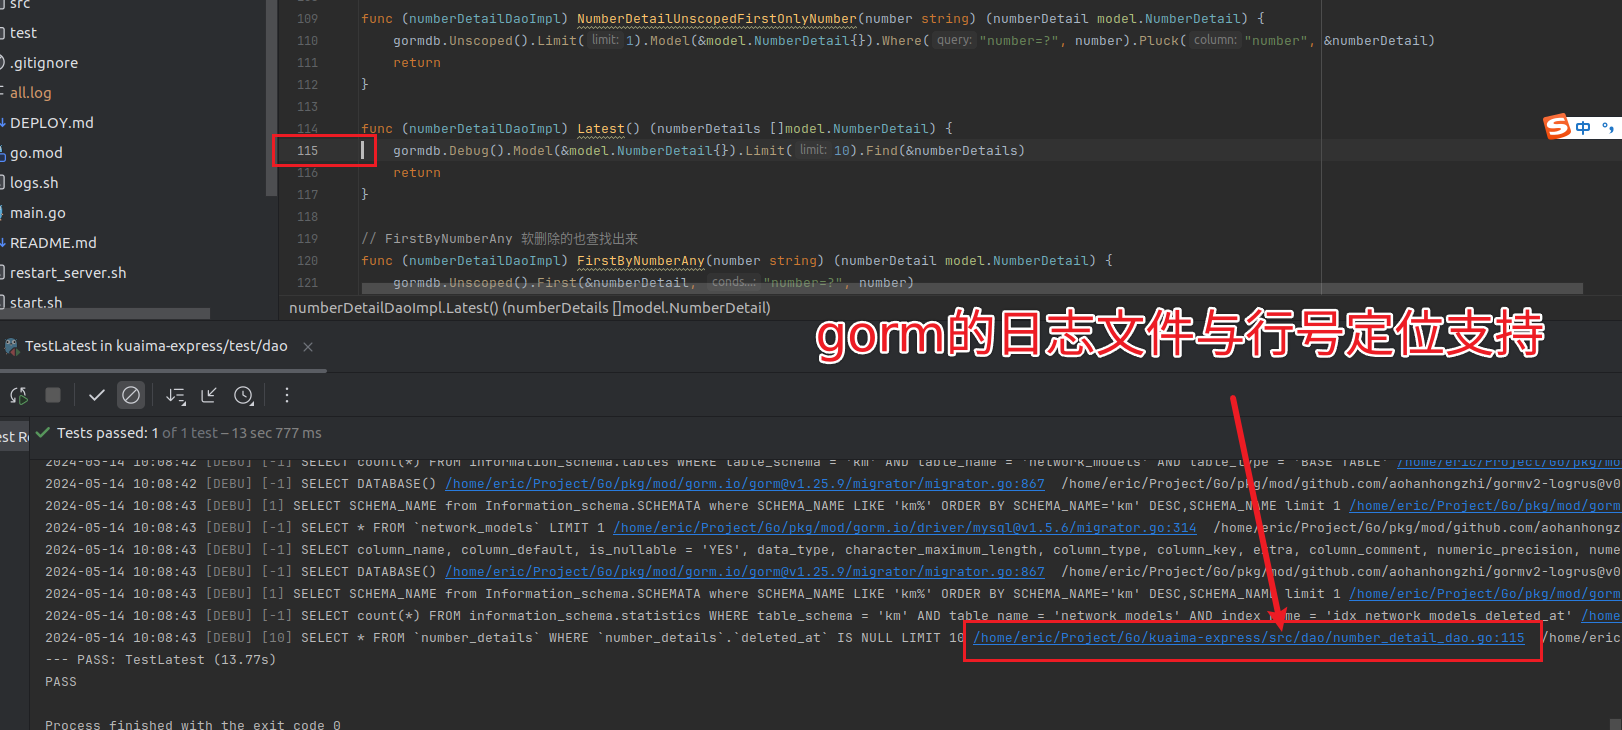 src
test
.gitignore
all.log
DEPLOY.md
go.mod
logs.sh
main.go
README.md
restart_server.sh
start.sh
109 func (numberDetailDaoImpl) NumberDetailUnscopedFirstOnlyNumber(number string) (numberDetail model.NumberDetail) {
110 gormdb.Unscoped().Limit( limit: 1).Model(&model.NumberDetail{}).Where( query: "number=?", number).Pluck( column: "number", &numberDetail)
111 return
112 }
113
114 func (numberDetailDaoImpl) Latest() (numberDetails []model.NumberDetail) {
115 gormdb.Debug().Model(&model.NumberDetail{}).Limit( limit: 10).Find(&numberDetails)
116 return
117 }
118
119 // FirstByNumberAny 软删除的也查找出来
120 func (numberDetailDaoImpl) FirstByNumberAny(number string) (numberDetail model.NumberDetail) {
121 gormdb.Unscoped().First(&numberDetail, conds...: "number=?", number)
中 °,
numberDetailDaoImpl.Latest() (numberDetails []model.NumberDetail)
gorm的日志文件与行号定位支持
TestLatest in kuaima-express/test/dao
Tests passed: 1 of 1 test – 13 sec 777 ms
2024-05-14 10:08:42 [DEBU] [-1] SELECT count(*) FROM information_schema.tables WHERE table_schema = 'km' AND table_name = 'network_models' AND table_type = 'BASE TABLE' /home/eric/Project/Go/pkg/mo
2024-05-14 10:08:42 [DEBU] [-1] SELECT DATABASE() /home/eric/Project/Go/pkg/mod/gorm.io/gorm@v1.25.9/migrator/migrator.go:867 /home/eric/Project/Go/pkg/mod/github.com/aohanhongzhi/gormv2-logrus@v0
2024-05-14 10:08:43 [DEBU] [1] SELECT SCHEMA_NAME from Information_schema.SCHEMATA where SCHEMA_NAME LIKE 'km%' ORDER BY SCHEMA_NAME='km' DESC,SCHEMA_NAME limit 1 /home/eric/Project/Go/pkg/mod/gorm
2024-05-14 10:08:43 [DEBU] [-1] SELECT * FROM `network_models` LIMIT 1 /home/eric/Project/Go/pkg/mod/gorm.io/driver/mysql@v1.5.6/migrator.go:314 /home/eric/Project/Go/pkg/mod/github.com/aohanhongz
2024-05-14 10:08:43 [DEBU] [-1] SELECT column_name, column_default, is_nullable = 'YES', data_type, character_maximum_length, column_type, column_key, extra, column_comment, numeric_precision, nume
2024-05-14 10:08:43 [DEBU] [-1] SELECT DATABASE() /home/eric/Project/Go/pkg/mod/gorm.io/gorm@v1.25.9/migrator/migrator.go:867 /home/eric/Project/Go/pkg/mod/github.com/aohanhongzhi/gormv2-logrus@v0
2024-05-14 10:08:43 [DEBU] [1] SELECT SCHEMA_NAME from Information_schema.SCHEMATA where SCHEMA_NAME LIKE 'km%' ORDER BY SCHEMA_NAME='km' DESC,SCHEMA_NAME limit 1 /home/eric/Project/Go/pkg/mod/gorm
2024-05-14 10:08:43 [DEBU] [-1] SELECT count(*) FROM information_schema.statistics WHERE table_schema = 'km' AND table_name = 'network_models' AND index_name = 'idx_network_models_deleted_at' /home
2024-05-14 10:08:43 [DEBU] [10] SELECT * FROM `number_details` WHERE `number_details`.`deleted_at` IS NULL LIMIT 10 /home/eric/Project/Go/kuaima-express/src/dao/number_detail_dao.go:115 /home/eric
--- PASS: TestLatest (13.77s)
PASS
Process finished with the exit code 0